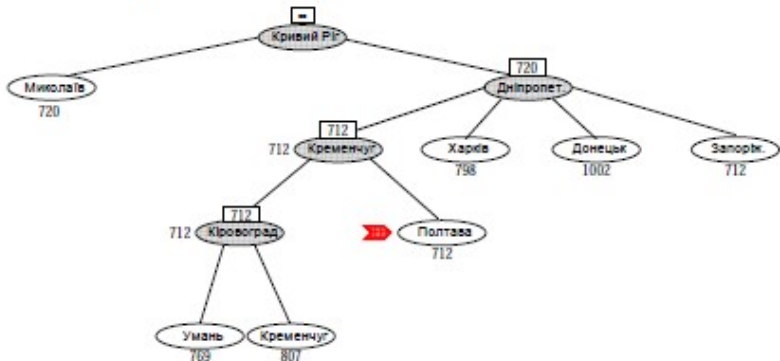 ∞
Кривий Ріг
Миколаїв
720
720
Дніпропет.
712
712 Кременчуг
Харків
798
Донецьк
1002
Запоріж.
712
712
712 Кіровоград
Полтава
712
Умань
769
Кременчуг
807